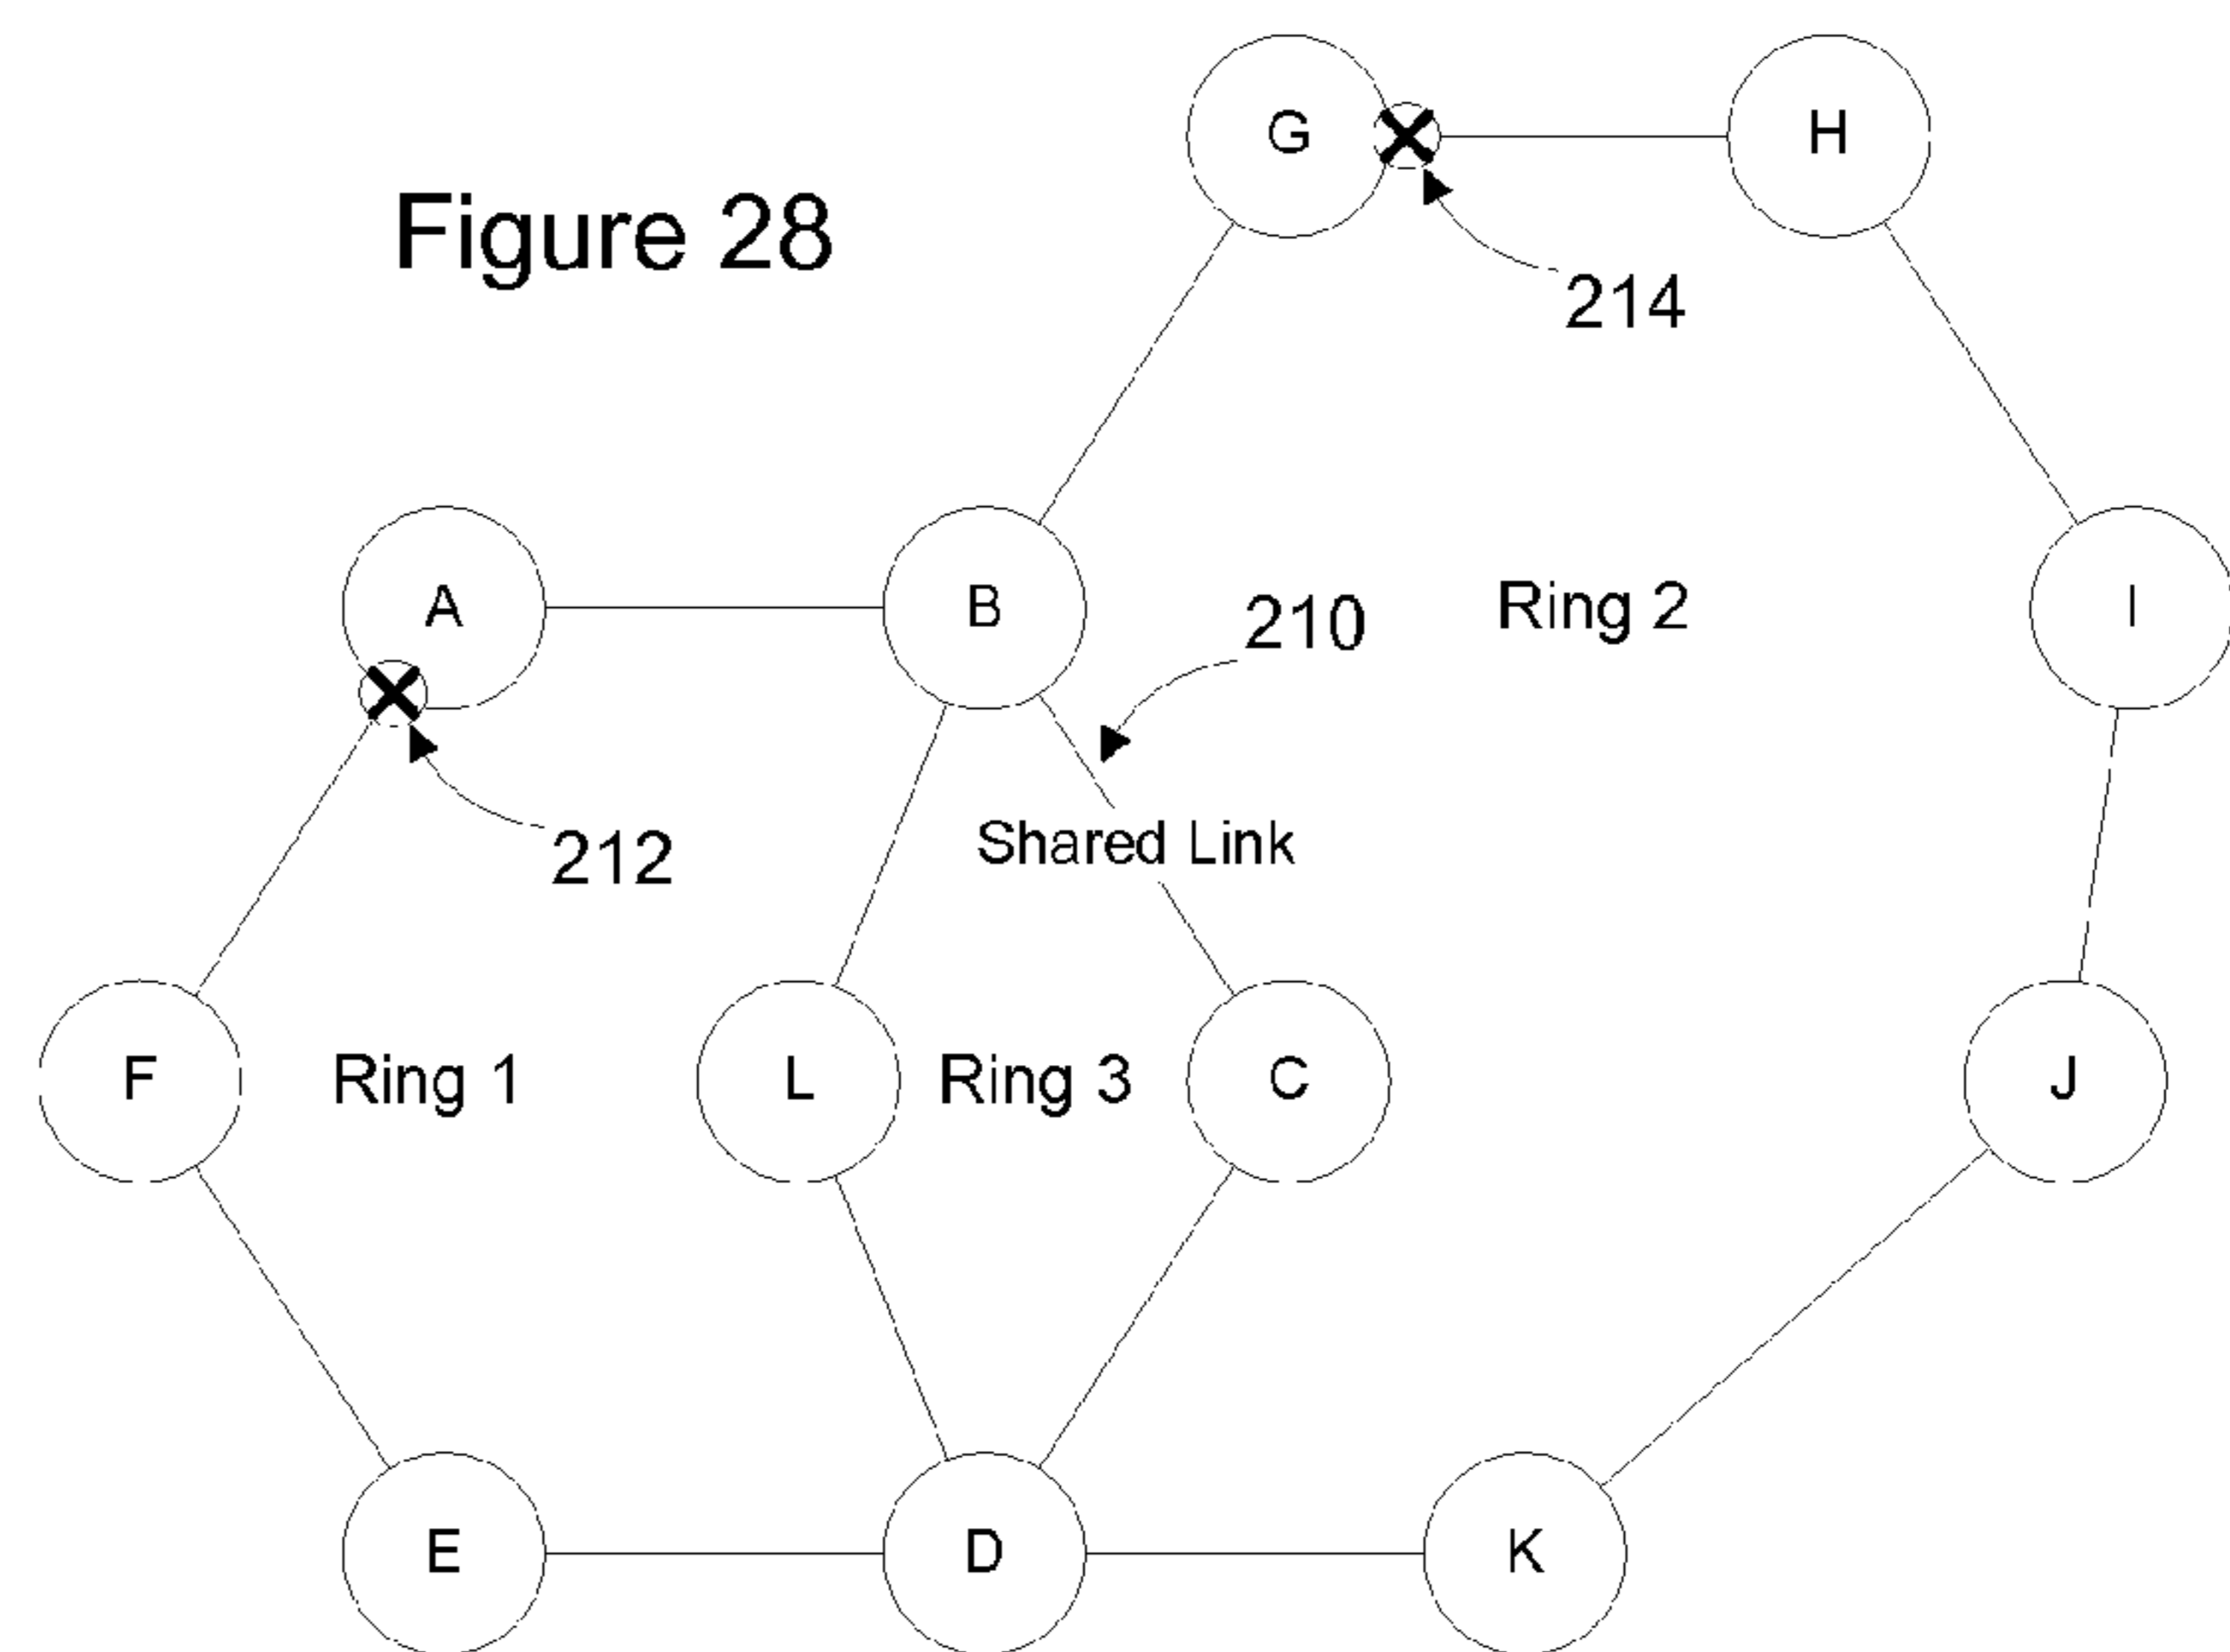 G
H
Figure 28
214
A
B
210
Ring 2
I
Shared Link
212
F
Ring 1
L
Ring 3
C
J
E
D
K